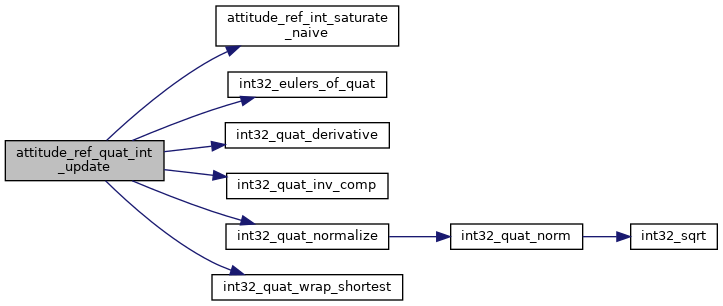 attitude_ref_int_saturate
_naive
int32_eulers_of_quat
int32_quat_derivative
attitude_ref_quat_int
_update
int32_quat_inv_comp
int32_quat_normalize
int32_quat_norm
int32_sqrt
int32_quat_wrap_shortest